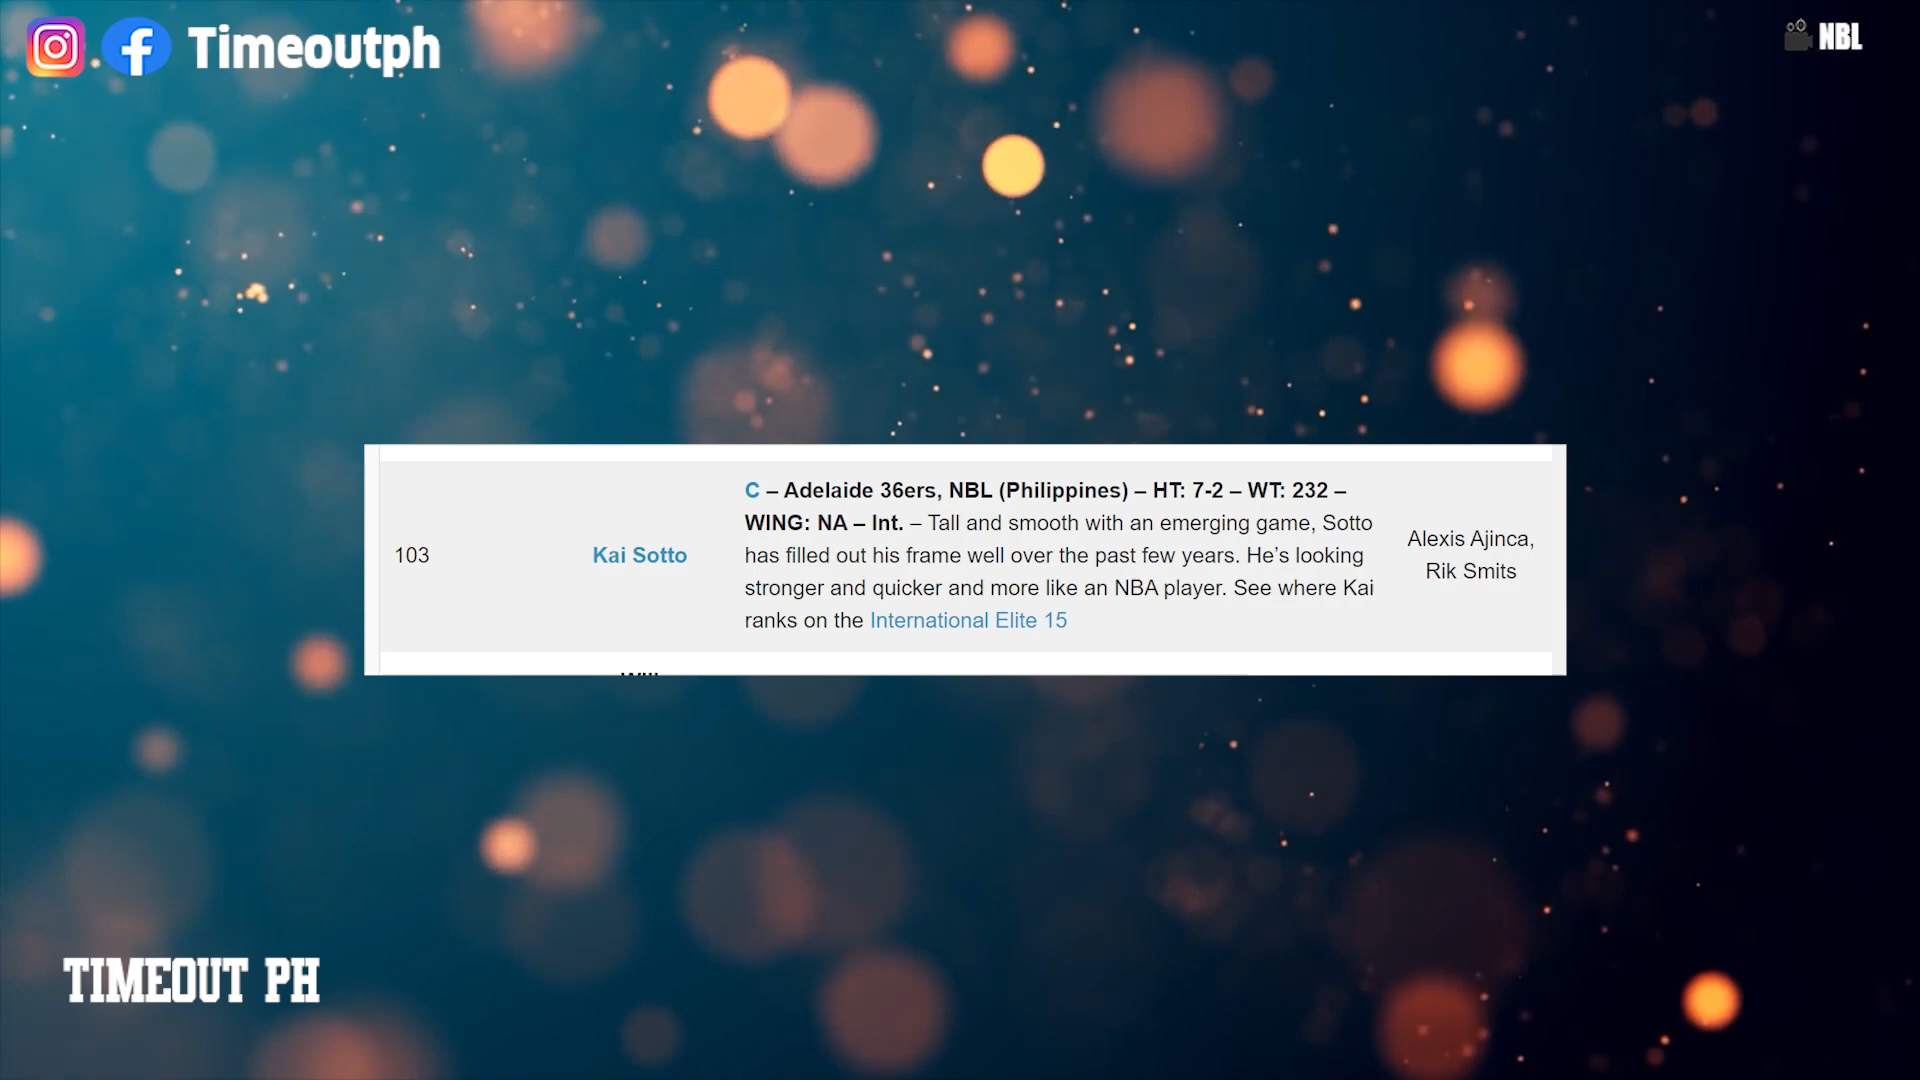 Timeoutph
NBL
103
Kai Sotto
C – Adelaide 36ers, NBL (Philippines) – HT: 7-2 – WT: 232 –
WING: NA – Int. – Tall and smooth with an emerging game, Sotto
has filled out his frame well over the past few years. He’s looking
stronger and quicker and more like an NBA player. See where Kai
ranks on the International Elite 15
Alexis Ajinca,
Rik Smits
TIMEOUT PH